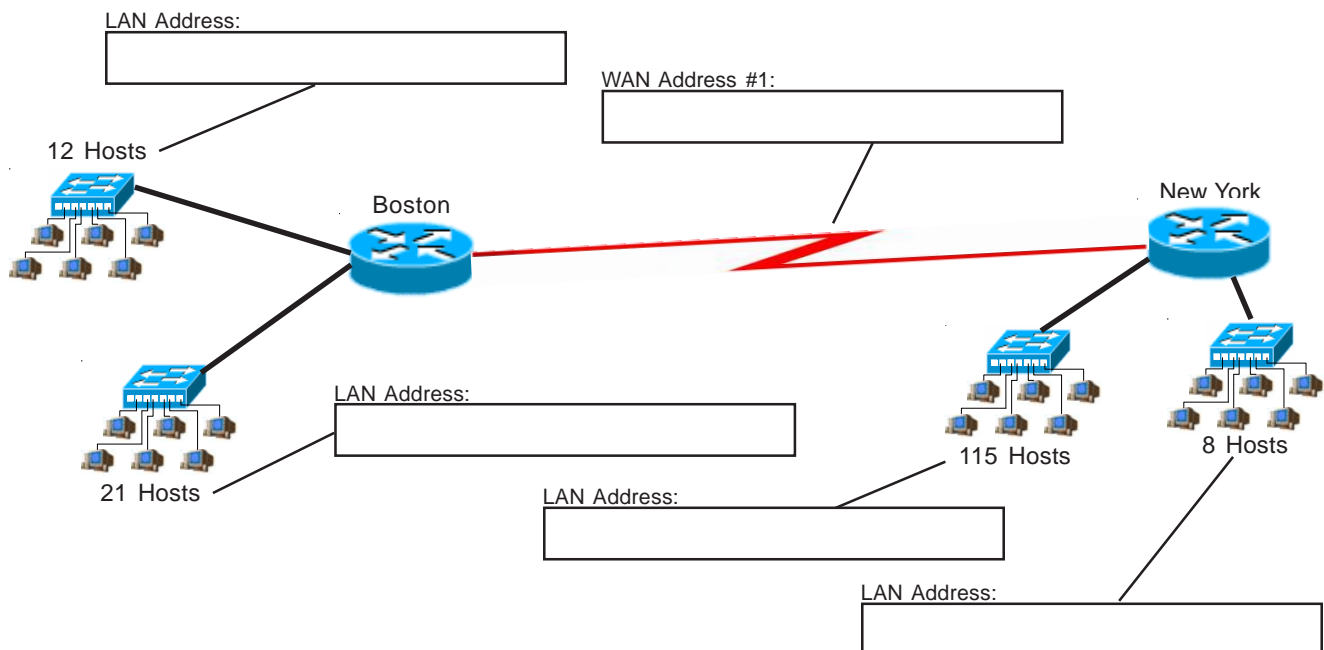 LAN Address:
WAN Address #1:
12 Hosts
Boston
New York
LAN Address:
21 Hosts
115 Hosts
8 Hosts
LAN Address:
LAN Address: